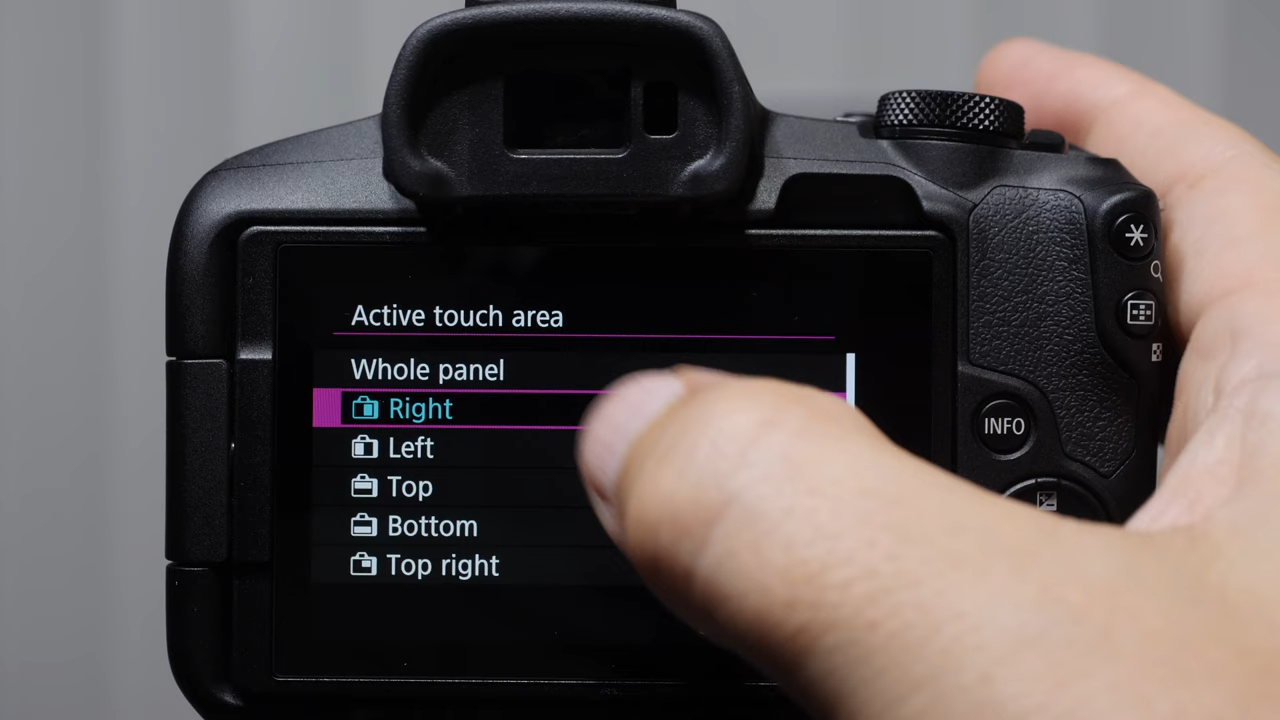 Active touch area
Whole panel
Right
Left
Top
Bottom
Top right
INFO